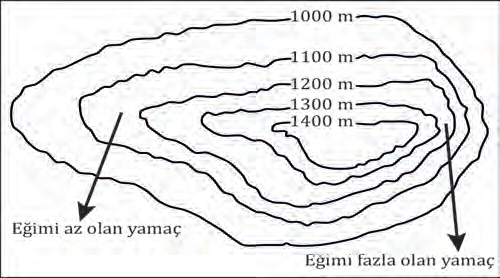 1000 m
1100 m
1200 m
1300 m
1400 m
Eğimi az olan yamaç
Eğimi fazla olan yamaç